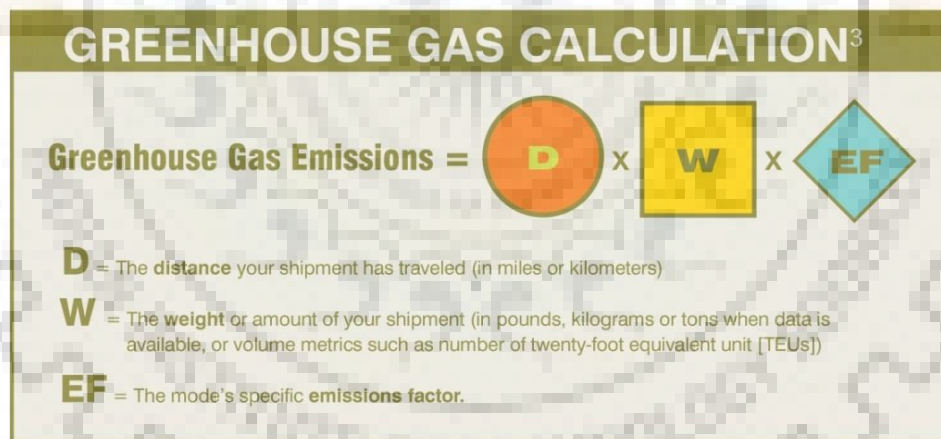 GREENHOUSE GAS CALCULATION³
Greenhouse Gas Emissions = D x W x EF
D = The distance your shipment has traveled (in miles or kilometers)
W = The weight or amount of your shipment (in pounds, kilograms or tons when data is
available, or volume metrics such as number of twenty-foot equivalent unit [TEUs])
EF = The mode's specific emissions factor.